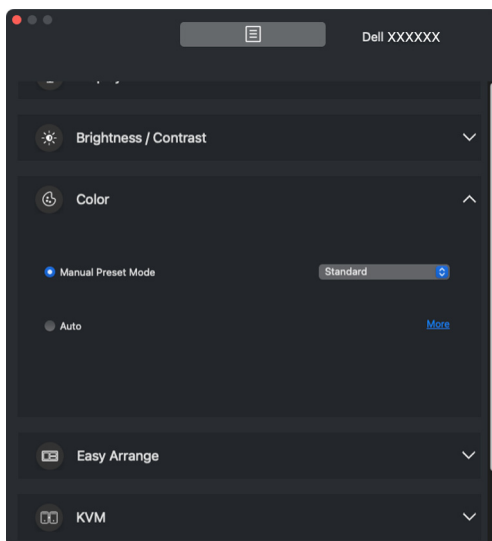 Dell XXXXXX
Brightness / Contrast
Color
Manual Preset Mode
Standard
Auto
More
Easy Arrange
KVM